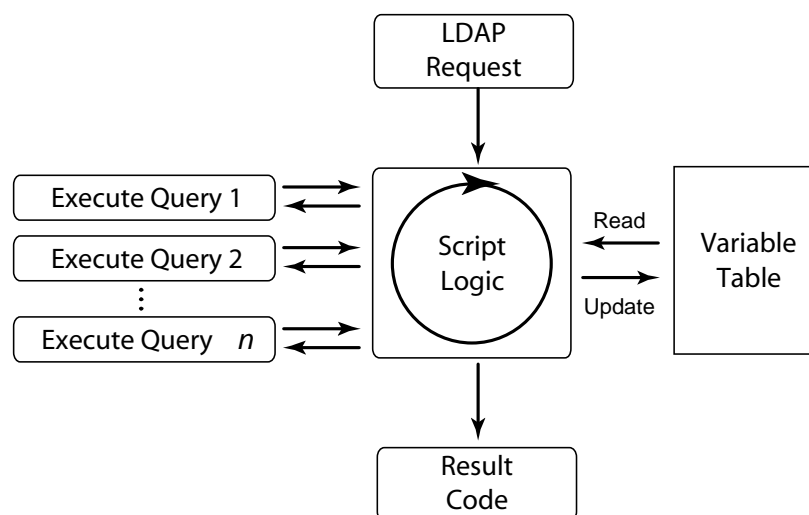 LDAP
Request
Execute Query 1
Execute Query 2
Execute Query n
Script
Logic
Read
Update
Variable
Table
Result
Code